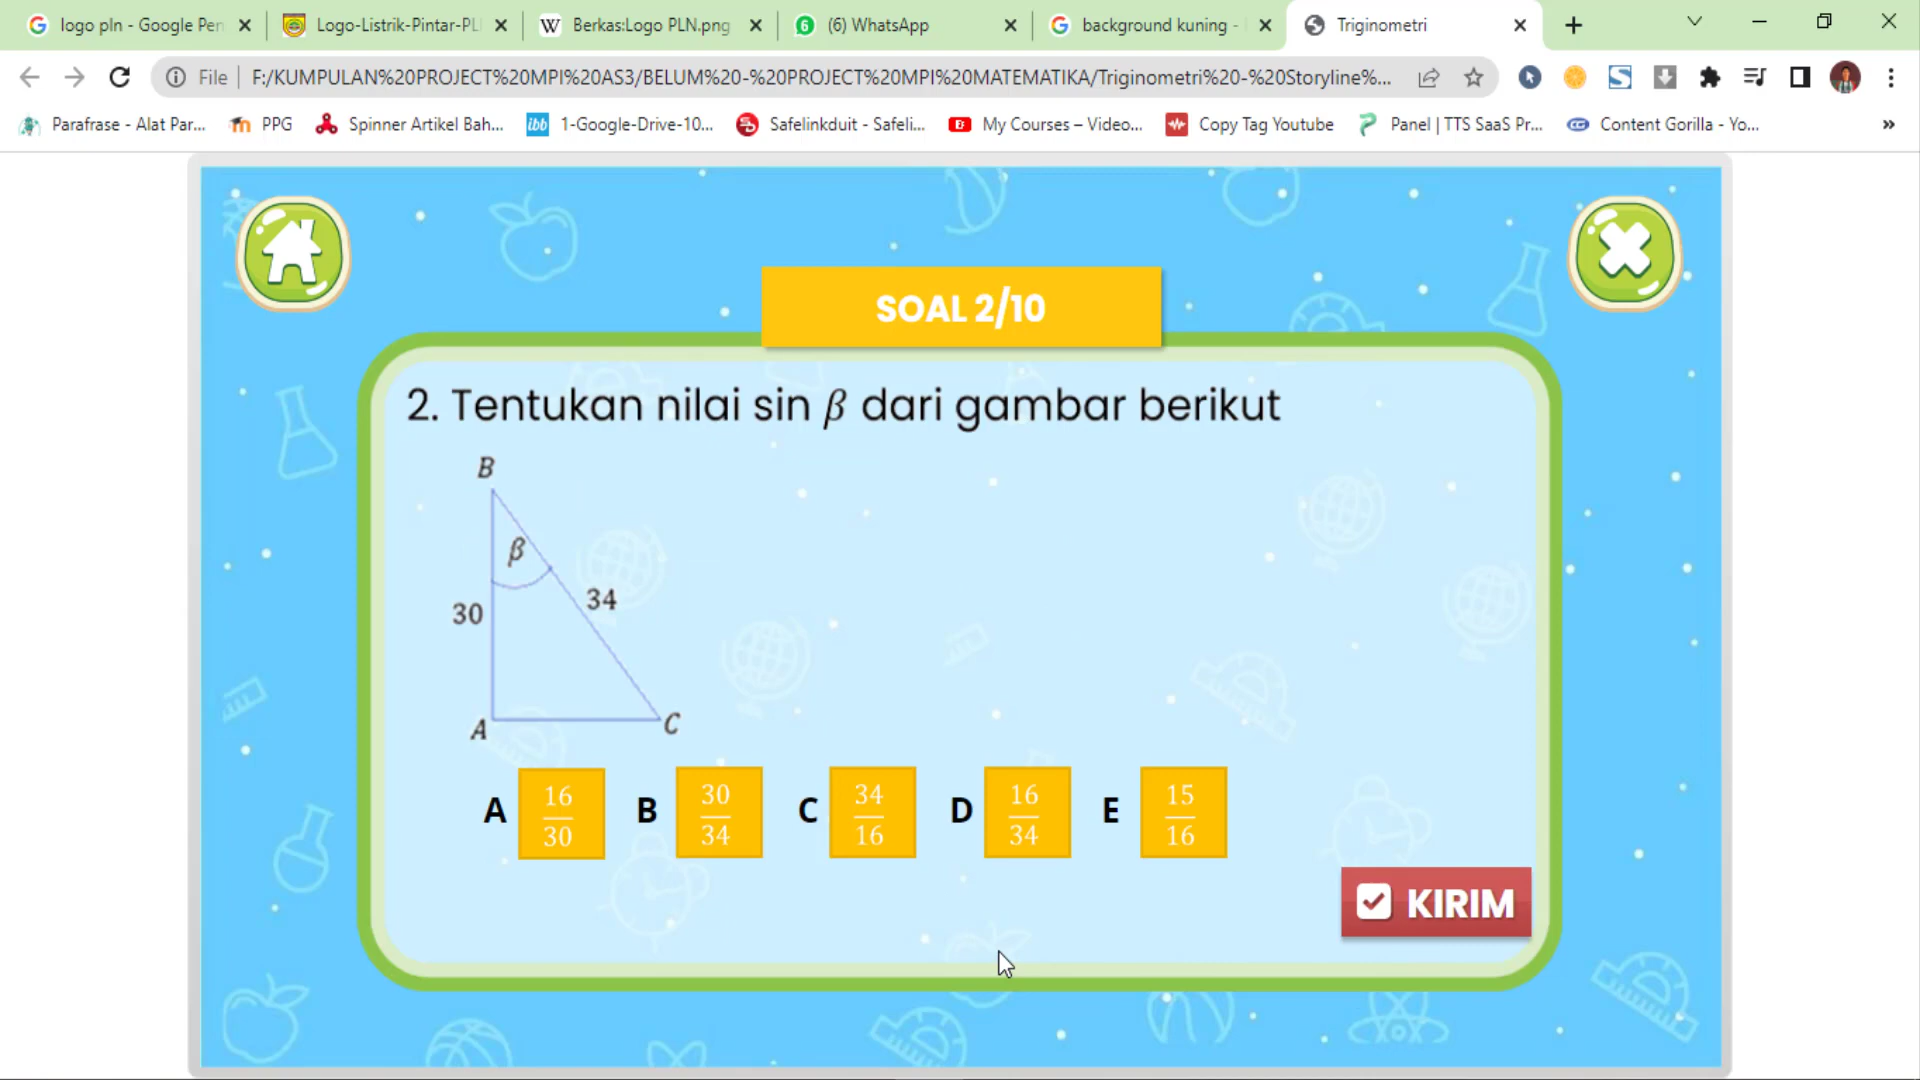 logo pln - Google Pen
Logo-Listrik-Pintar-PL
Berkas:Logo PLN.png
(6) WhatsApp
background kuning -
Triginometri
File
F:/KUMPULAN%20PROJECT%20MPI%20AS3/BELUM%20-%20PROJECT%20MPI%20MATEMATIKA/Triginometri%20-%20Storyline%...
Parafrase - Alat Par...
PPG
Spinner Artikel Bah...
1-Google-Drive-10...
Safelinkduit - Safeli...
My Courses – Video...
Copy Tag Youtube
Panel | TTS SaaS Pr...
Content Gorilla - Yo...
»
SOAL 2/10
2. Tentukan nilai sin β dari gambar berikut
B
β
30
34
A
C
A 16/30 B 30/34 C 34/16 D 16/34 E 15/16
KIRIM